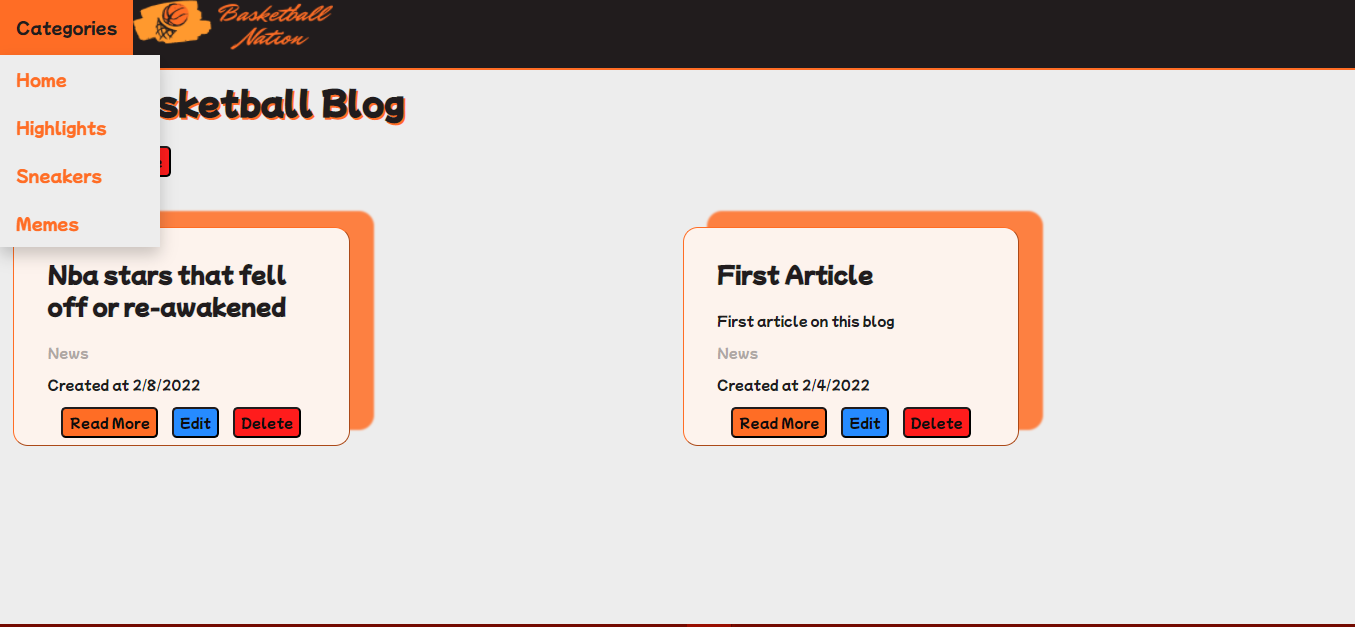 Categories
Basketball
Nation
Home
Highlights
Sneakers
Memes
sketball Blog
Nba stars that fell
off or re-awakened
News
Created at 2/8/2022
Read More Edit Delete
First Article
First article on this blog
News
Created at 2/4/2022
Read More Edit Delete